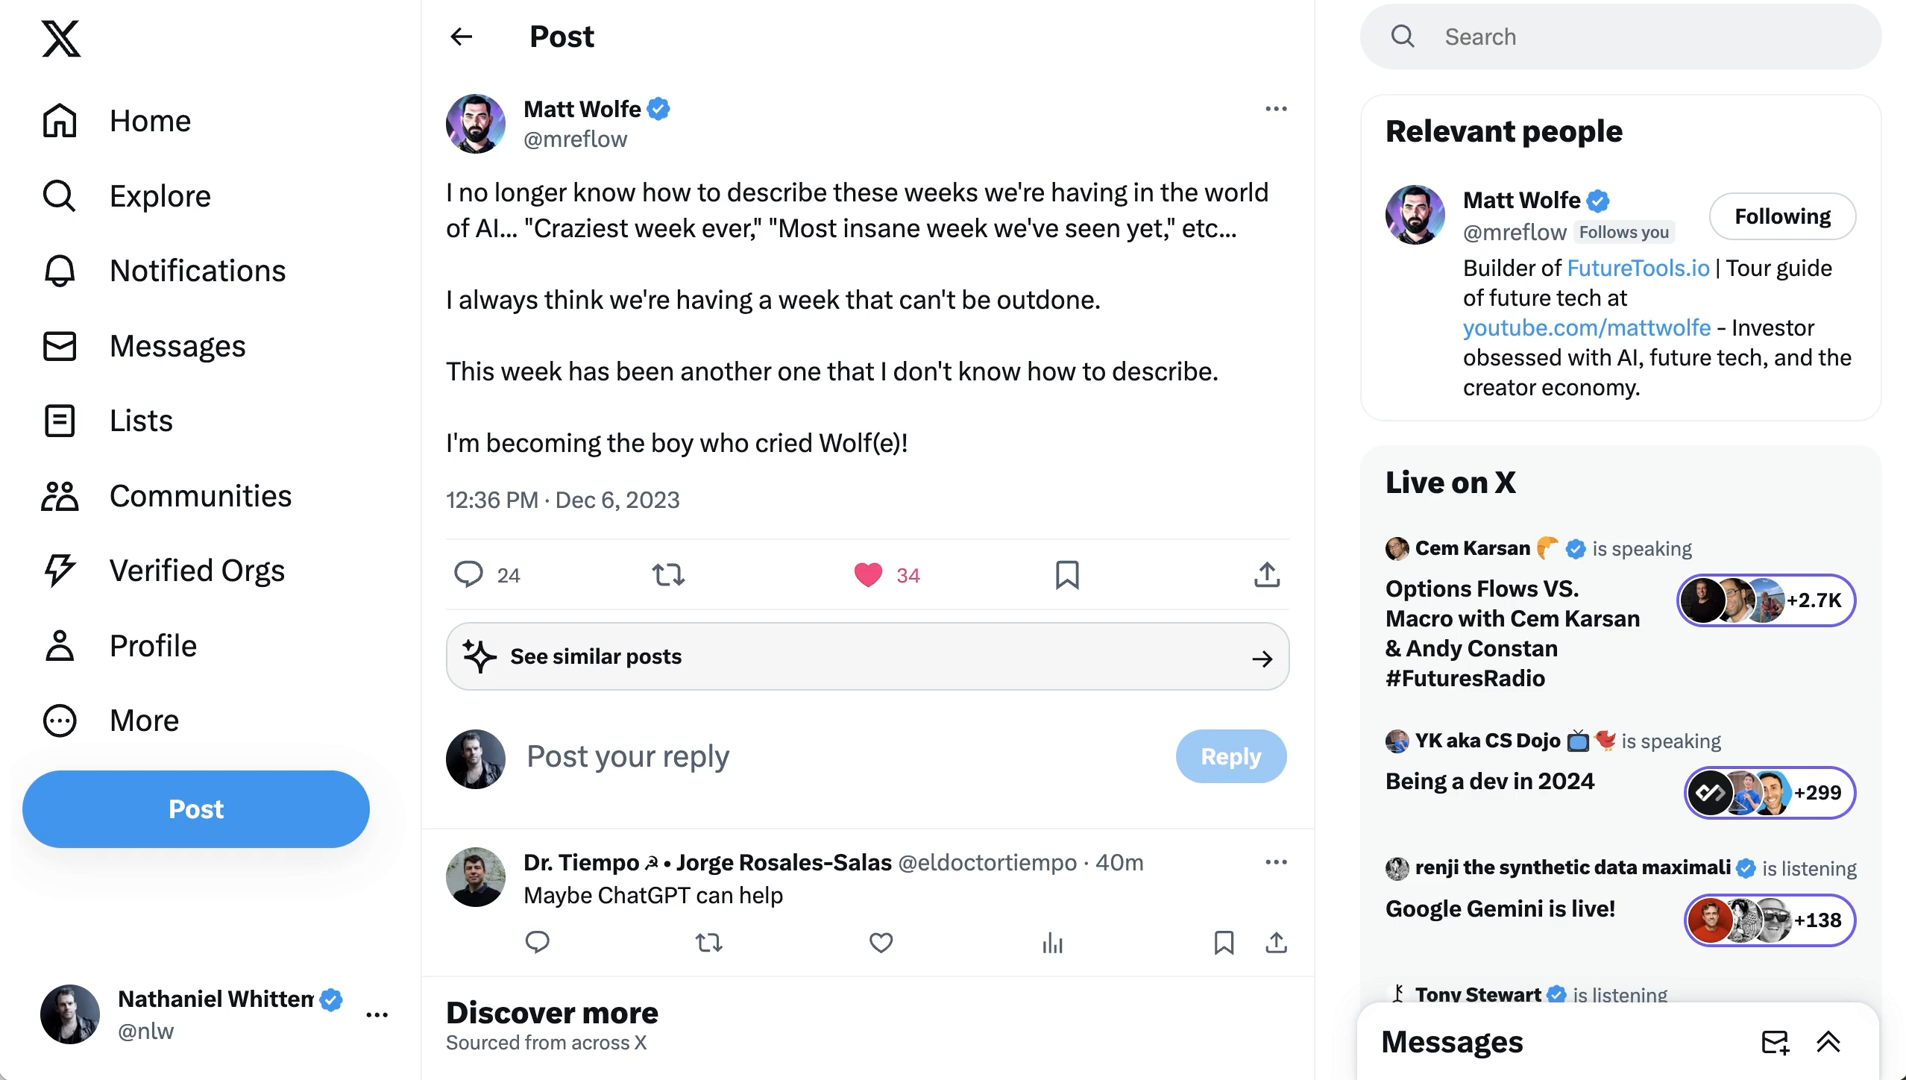 Home
Explore
Notifications
Messages
Lists
Communities
Verified Orgs
Profile
More
Post
Nathaniel Whittem
@nlw
Post
Matt Wolfe
@mreflow
I no longer know how to describe these weeks we're having in the world
of AI... "Craziest week ever," "Most insane week we've seen yet," etc...
I always think we're having a week that can't be outdone.
This week has been another one that I don't know how to describe.
I'm becoming the boy who cried Wolf(e)!
12:36 PM · Dec 6, 2023
24
34
See similar posts
Post your reply
Reply
Dr. Tiempo ☭ • Jorge Rosales-Salas @eldoctortiempo · 40m
Maybe ChatGPT can help
Discover more
Sourced from across X
Search
Relevant people
Matt Wolfe
@mreflow Follows you
Following
Builder of FutureTools.io | Tour guide
of future tech at
youtube.com/mattwolfe - Investor
obsessed with AI, future tech, and the
creator economy.
Live on X
Cem Karsan 🥐 is speaking
Options Flows VS.
Macro with Cem Karsan
& Andy Constan
#FuturesRadio
+2.7K
YK aka CS Dojo 📺🐦 is speaking
Being a dev in 2024
+299
renji the synthetic data maximali is listening
Google Gemini is live!
+138
Tony Stewart is listening
Messages